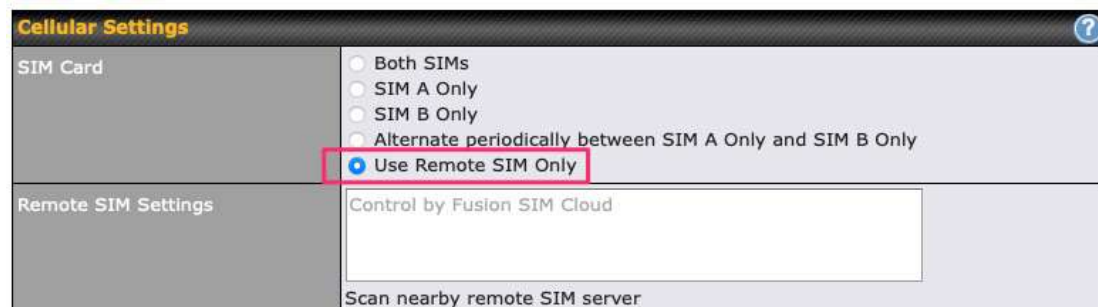 Cellular Settings
?
SIM Card
Both SIMs
SIM A Only
SIM B Only
Alternate periodically between SIM A Only and SIM B Only
Use Remote SIM Only
Remote SIM Settings
Control by Fusion SIM Cloud
Scan nearby remote SIM server